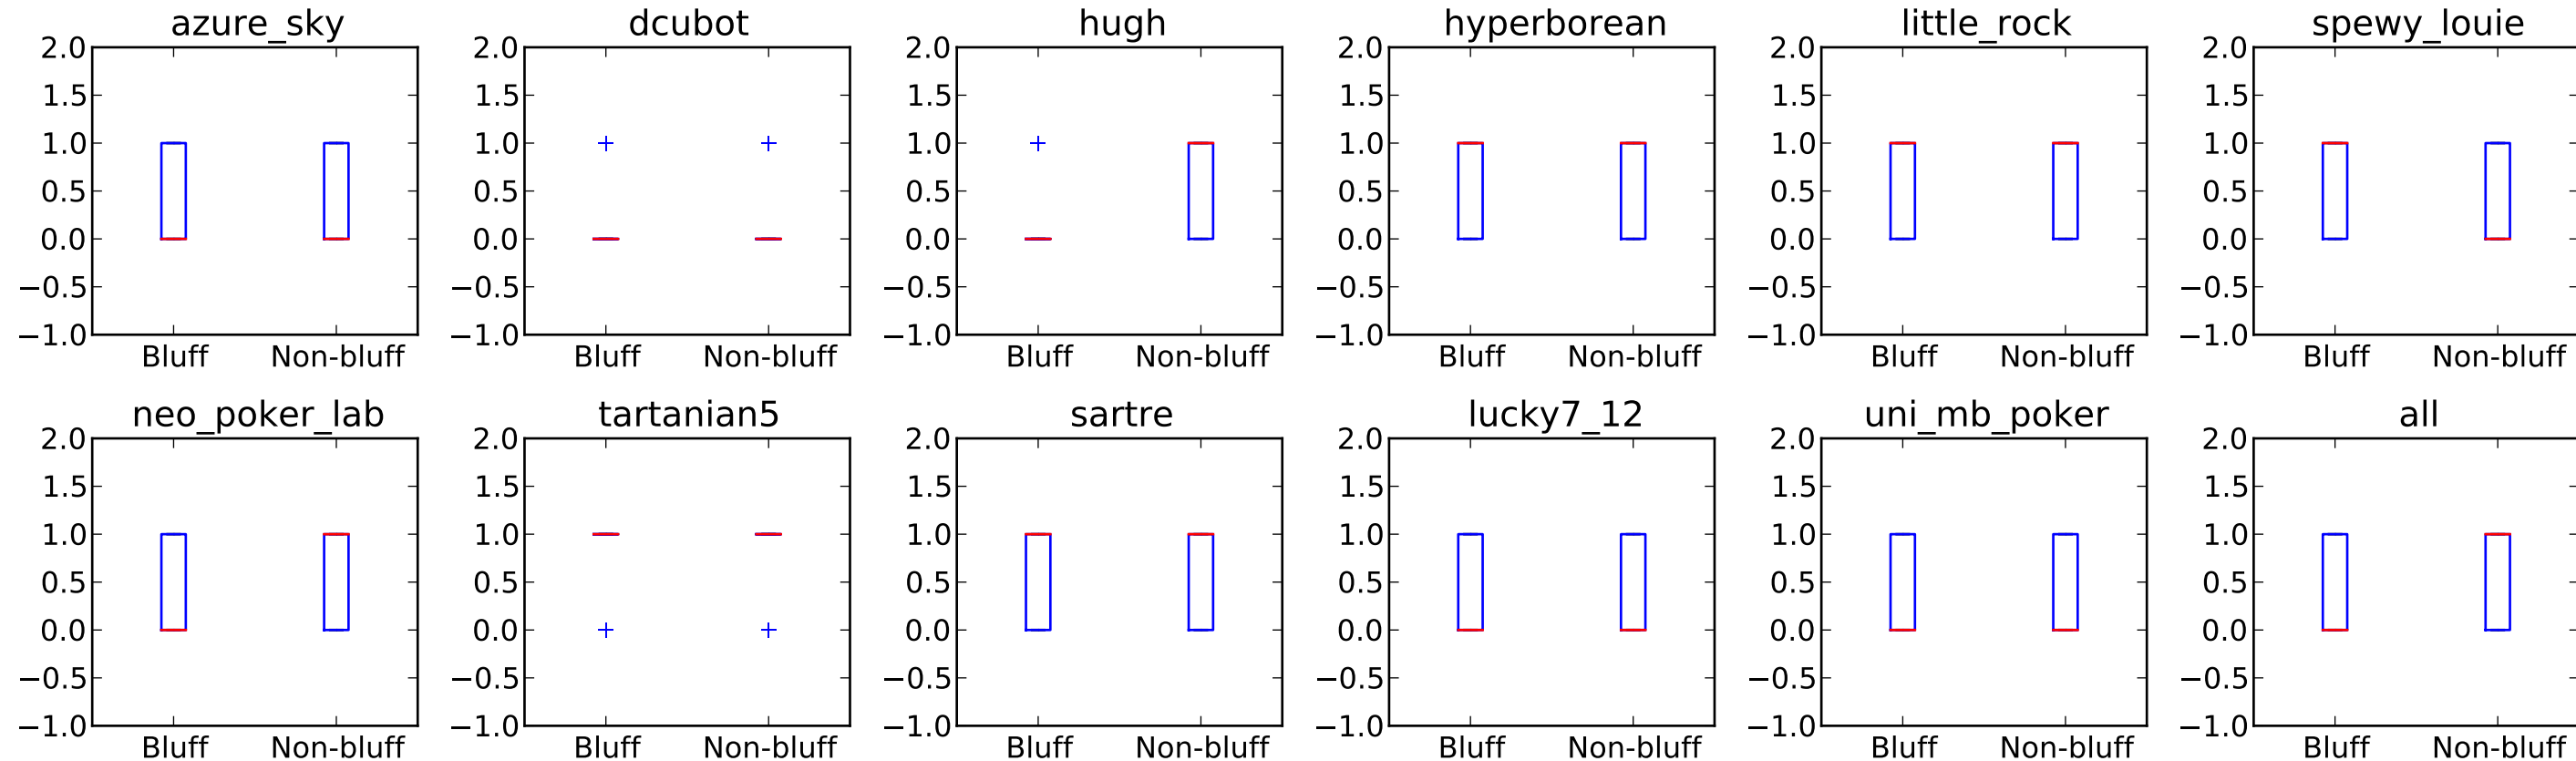 azure_sky dcubot hugh hyperborean little_rock spewy_louie
2.0 2.0 2.0 2.0 2.0 2.0
1.5 1.5 1.5 1.5 1.5 1.5
1.0 1.0 1.0 1.0 1.0 1.0
0.5 0.5 0.5 0.5 0.5 0.5
0.0 0.0 0.0 0.0 0.0 0.0
−0.5 −0.5 −0.5 −0.5 −0.5 −0.5
−1.0 −1.0 −1.0 −1.0 −1.0 −1.0
Bluff Non-bluff Bluff Non-bluff Bluff Non-bluff Bluff Non-bluff Bluff Non-bluff Bluff Non-bluff
neo_poker_lab tartanian5 sartre lucky7_12 uni_mb_poker all
2.0 2.0 2.0 2.0 2.0 2.0
1.5 1.5 1.5 1.5 1.5 1.5
1.0 1.0 1.0 1.0 1.0 1.0
0.5 0.5 0.5 0.5 0.5 0.5
0.0 0.0 0.0 0.0 0.0 0.0
−0.5 −0.5 −0.5 −0.5 −0.5 −0.5
−1.0 −1.0 −1.0 −1.0 −1.0 −1.0
Bluff Non-bluff Bluff Non-bluff Bluff Non-bluff Bluff Non-bluff Bluff Non-bluff Bluff Non-bluff